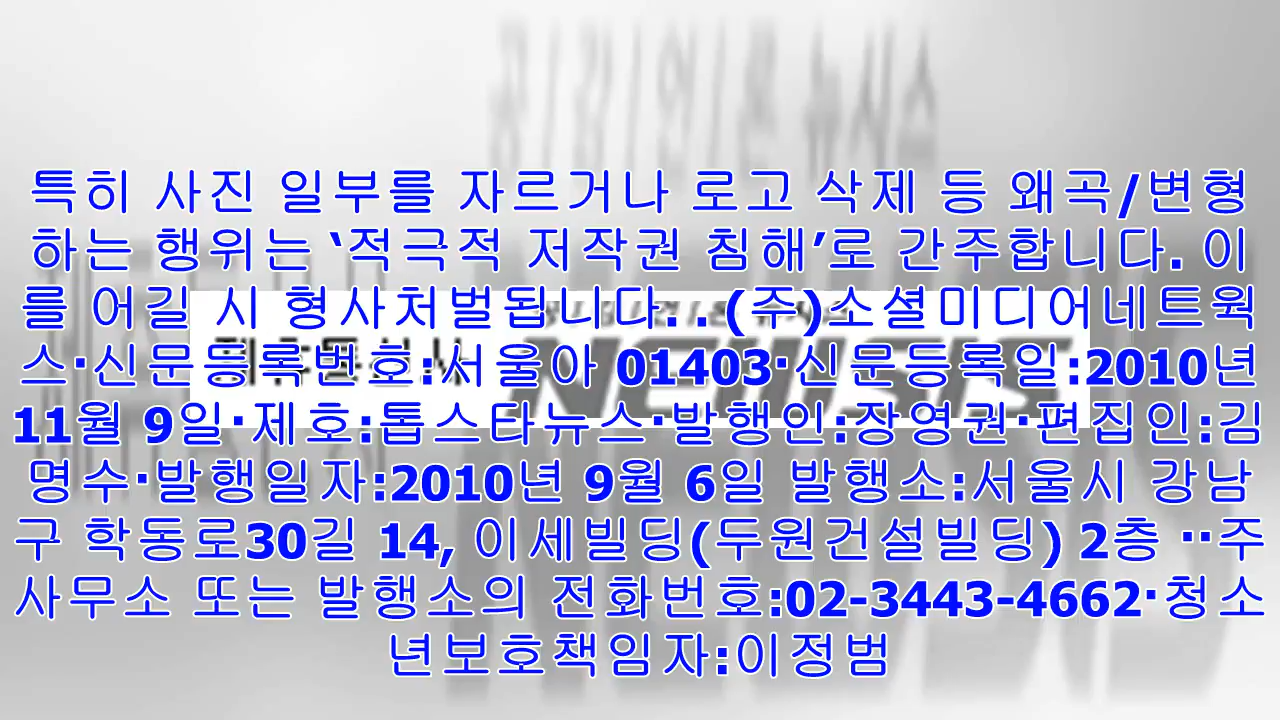 특히 사진 일부를 자르거나 로고 삭제 등 왜곡/변형
하는 행위는 ‘적극적 저작권 침해’로 간주합니다. 이
를 어길 시 형사처벌됩니다. .(주)소셜미디어네트웍
스·신문등록번호:서울아 01403·신문등록일:2010년
11월 9일·제호:톱스타뉴스·발행인:장영권·편집인:김
명수·발행일자:2010년 9월 6일 발행소:서울시 강남
구 학동로30길 14, 이세빌딩(두원건설빌딩) 2층 ··주
사무소 또는 발행소의 전화번호:02-3443-4662·청소
년보호책임자:이정범
NEWSIS